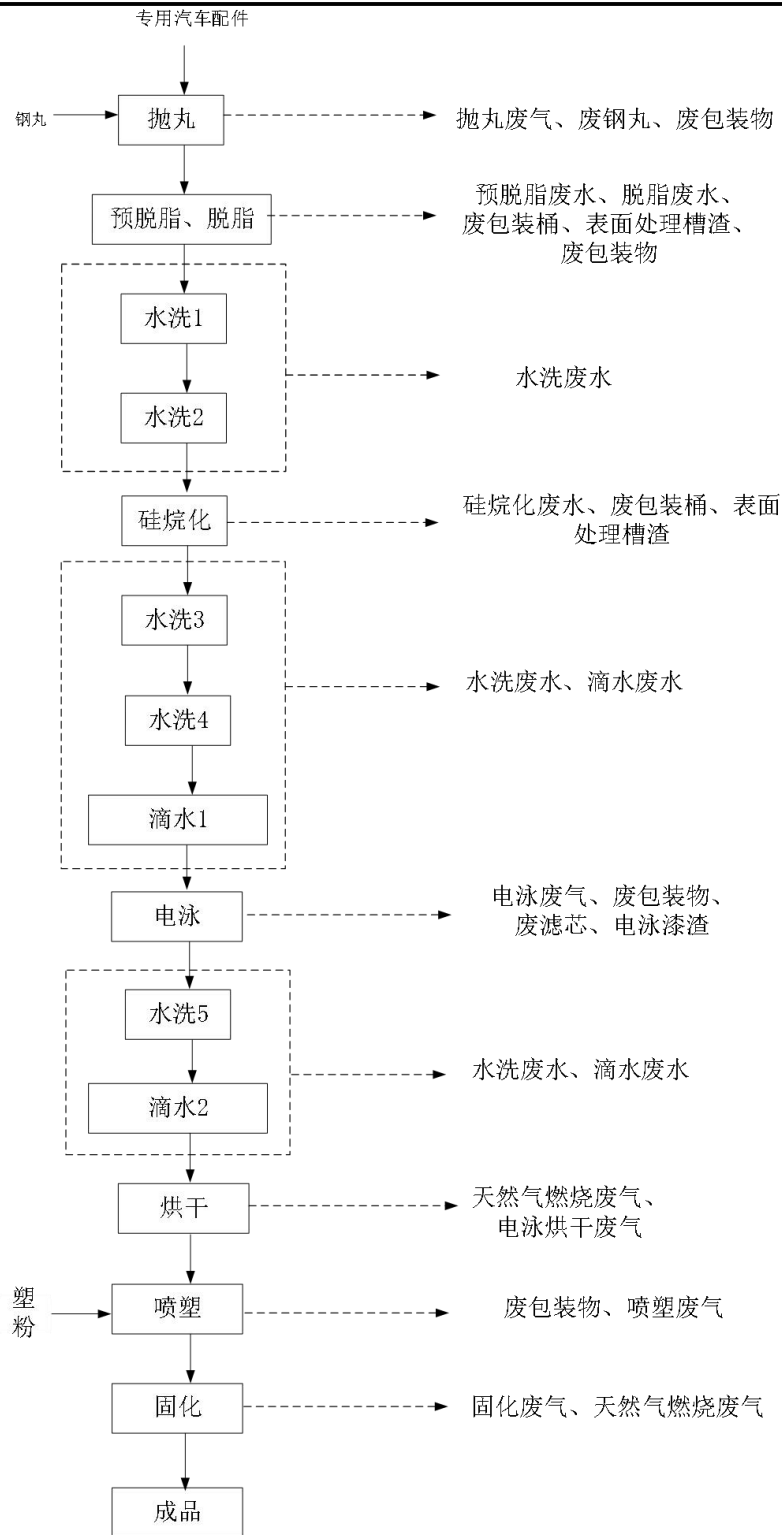 专用汽车配件
钢丸
抛丸
抛丸废气、废钢丸、废包装物
预脱脂、脱脂
预脱脂废水、脱脂废水、
废包装桶、表面处理槽渣、
废包装物
水洗1
水洗2
水洗废水
硅烷化
硅烷化废水、废包装桶、表面
处理槽渣
水洗3
水洗4
滴水1
水洗废水、滴水废水
电泳
电泳废气、废包装物、
废滤芯、电泳漆渣
水洗5
滴水2
水洗废水、滴水废水
烘干
天然气燃烧废气、
电泳烘干废气
塑
粉
喷塑
废包装物、喷塑废气
固化
固化废气、天然气燃烧废气
成品